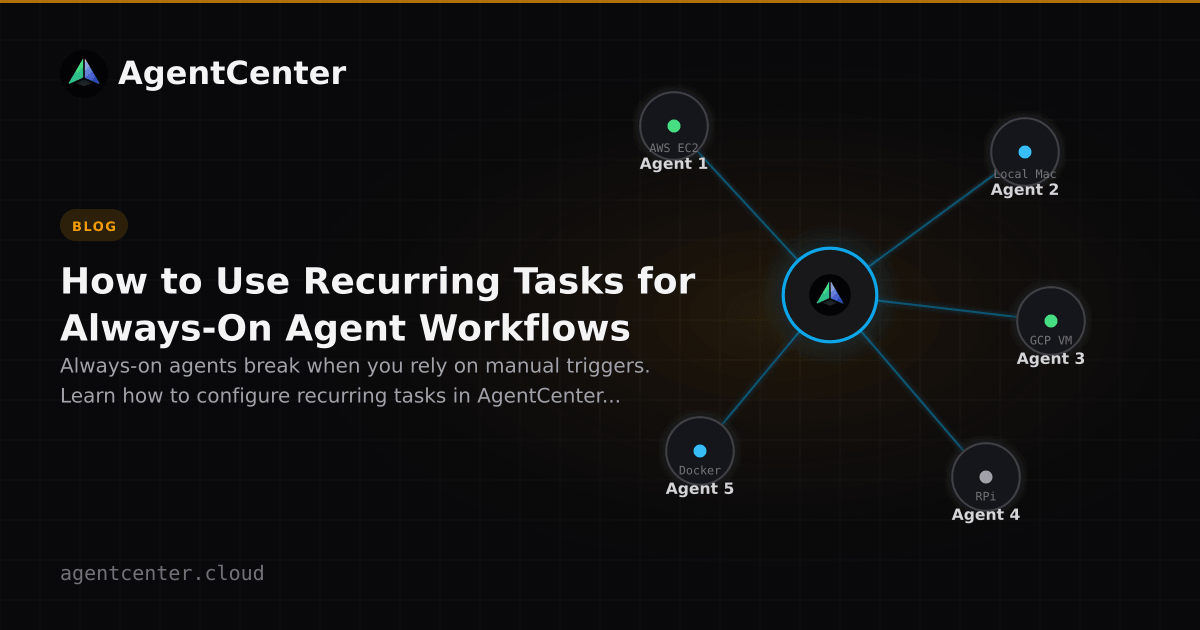 AgentCenter
BLOG
How to Use Recurring Tasks for
Always-On Agent Workflows
Always-on agents break when you rely on manual triggers.
Learn how to configure recurring tasks in AgentCenter...
agentcenter.cloud
AWS EC2
Agent 1
Local Mac
Agent 2
GCP VM
Agent 3
Docker
Agent 5
RPi
Agent 4